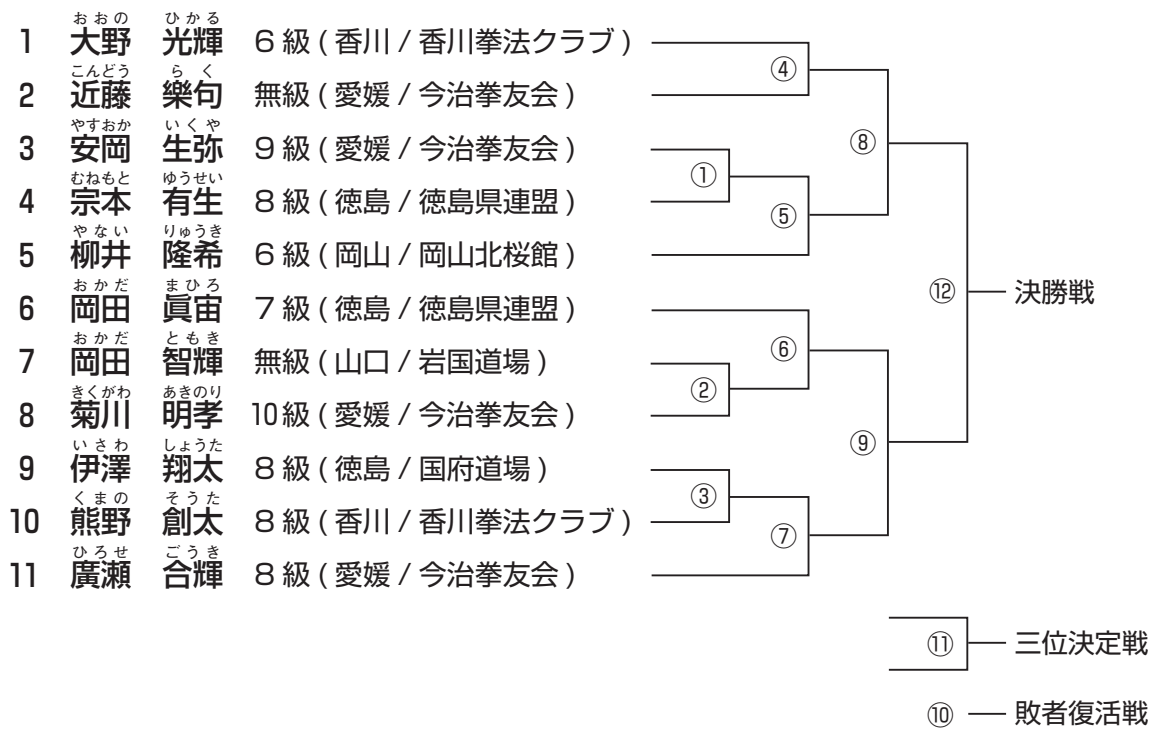 おおの ひかる
1 大野 光輝 6級(香川/香川拳法クラブ)
こんどう らく
2 近藤 樂句 無級(愛媛/今治拳友会)
やすおか いくや
3 安岡 生弥 9級(愛媛/今治拳友会)
むねもと ゆうせい
4 宗本 有生 8級(徳島/徳島県連盟)
やない りゅうき
5 柳井 隆希 6級(岡山/岡山北桜館)
おかだ まひろ
6 岡田 眞宙 7級(徳島/徳島県連盟)
おかだ ともき
7 岡田 智輝 無級(山口/岩国道場)
きくがわ あきのり
8 菊川 明孝 10級(愛媛/今治拳友会)
いさわ しょうた
9 伊澤 翔太 8級(徳島/国府道場)
くまの そうた
10 熊野 創太 8級(香川/香川拳法クラブ)
ひろせ ごうき
11 廣瀬 合輝 8級(愛媛/今治拳友会)
④
⑧
①
⑤
⑫ 決勝戦
⑥
②
⑨
③
⑦
⑪ 三位決定戦
⑩ 敗者復活戦